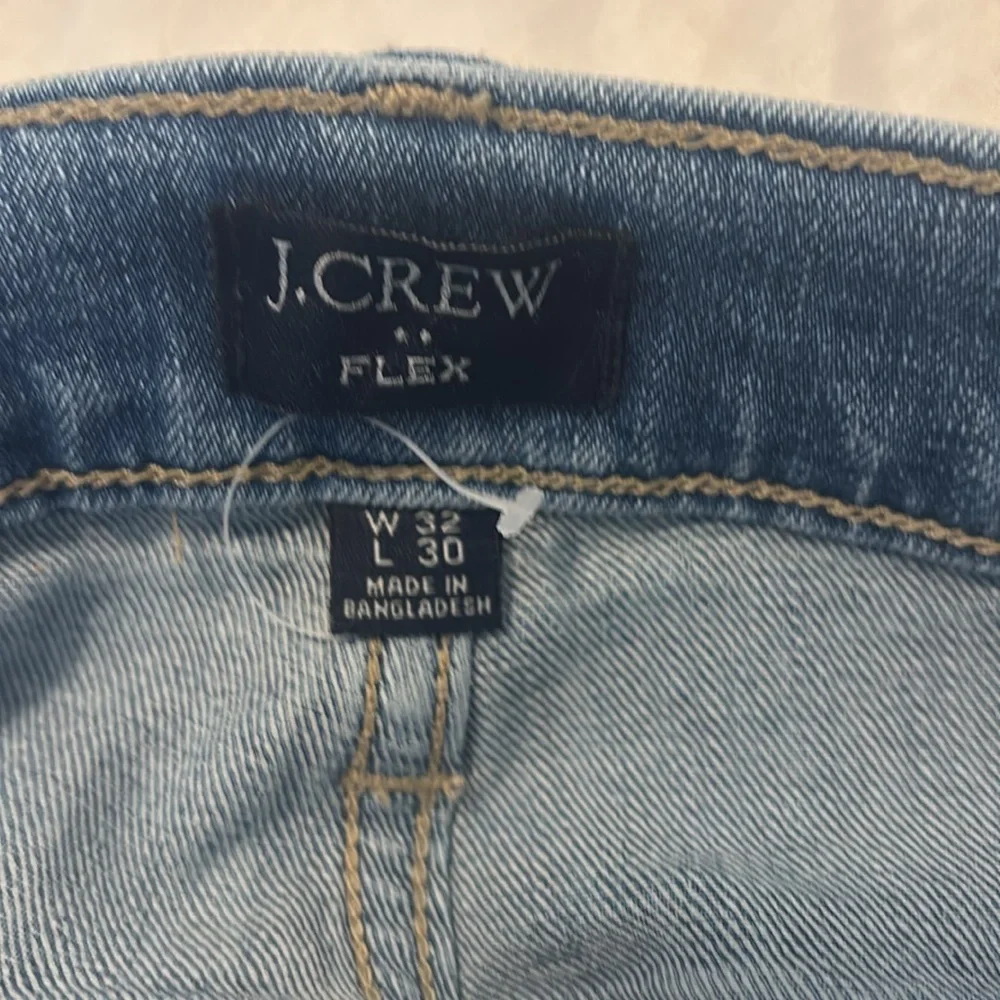 J.CREW
FLEX
W 32
L 30
MADE IN
BANGLADESH